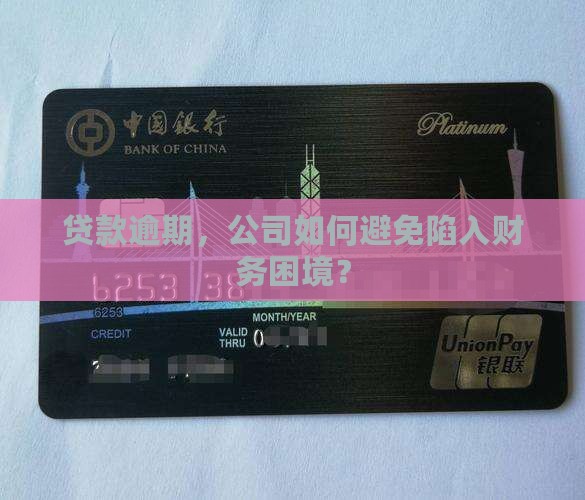 中国银行
BANK OF CHINA
Platinum
贷款逾期，公司如何避免陷入财
务困境？
6253 38
6253
MONTH/YEAR
CREDIT
VALID
THRU 0
UnionPay
银联